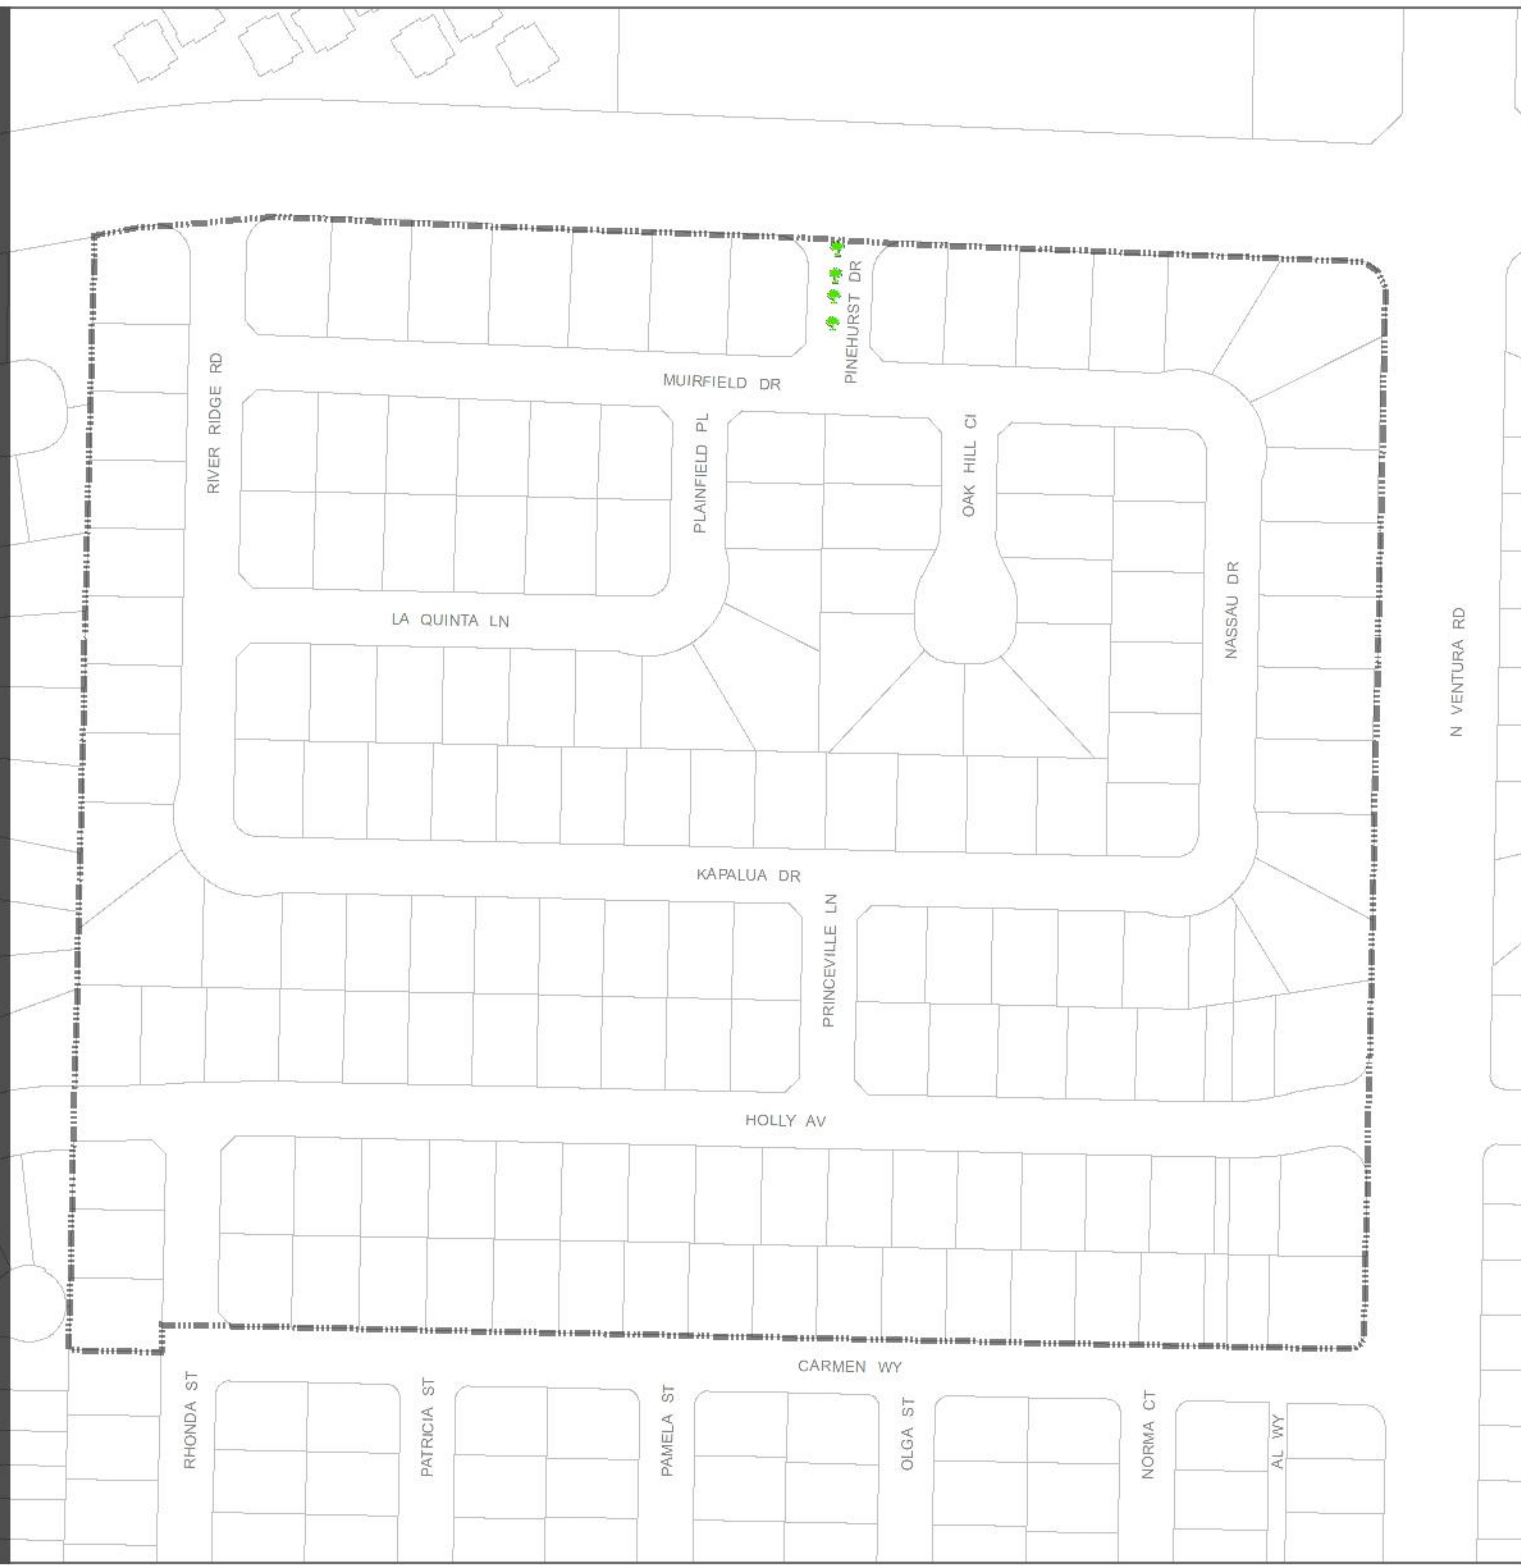 PINEHURST DR
RIVER RIDGE RD
MUIRFIELD DR
PLAINFIELD PL
OAK HILL CI
LA QUINTA LN
NASSAU DR
N VENTURA RD
KAPALUA DR
PRINCEVILLE LN
HOLLY AV
CARMEN WY
RHONDA ST
PATRICIA ST
PAMELA ST
OLGA ST
NORMA CT
AL WY